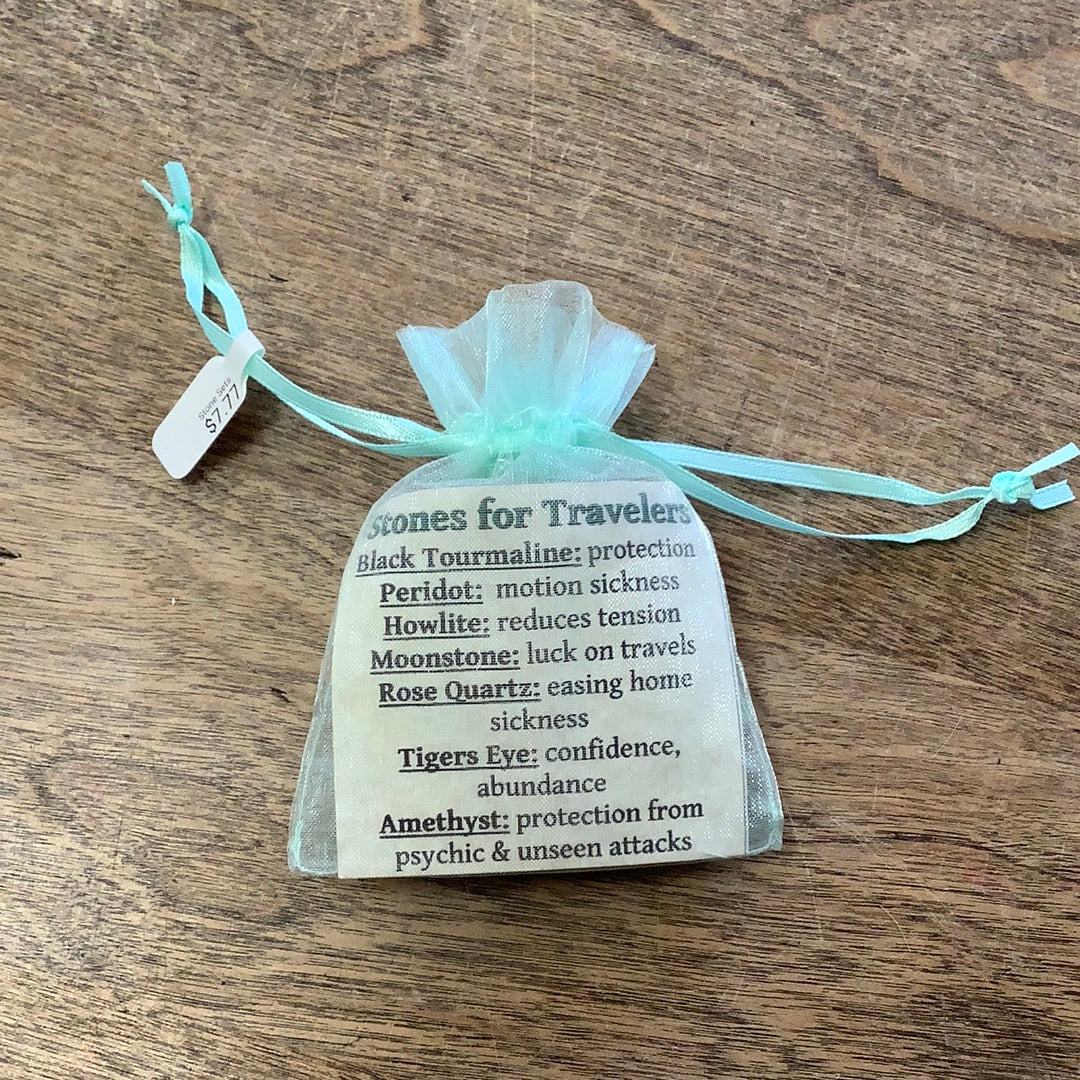 Stone Sets
$7.77
Stones for Travelers
Black Tourmaline: protection
Peridot: motion sickness
Howlite: reduces tension
Moonstone: luck on travels
Rose Quartz: easing home
sickness
Tigers Eye: confidence,
abundance
Amethyst: protection from
psychic & unseen attacks